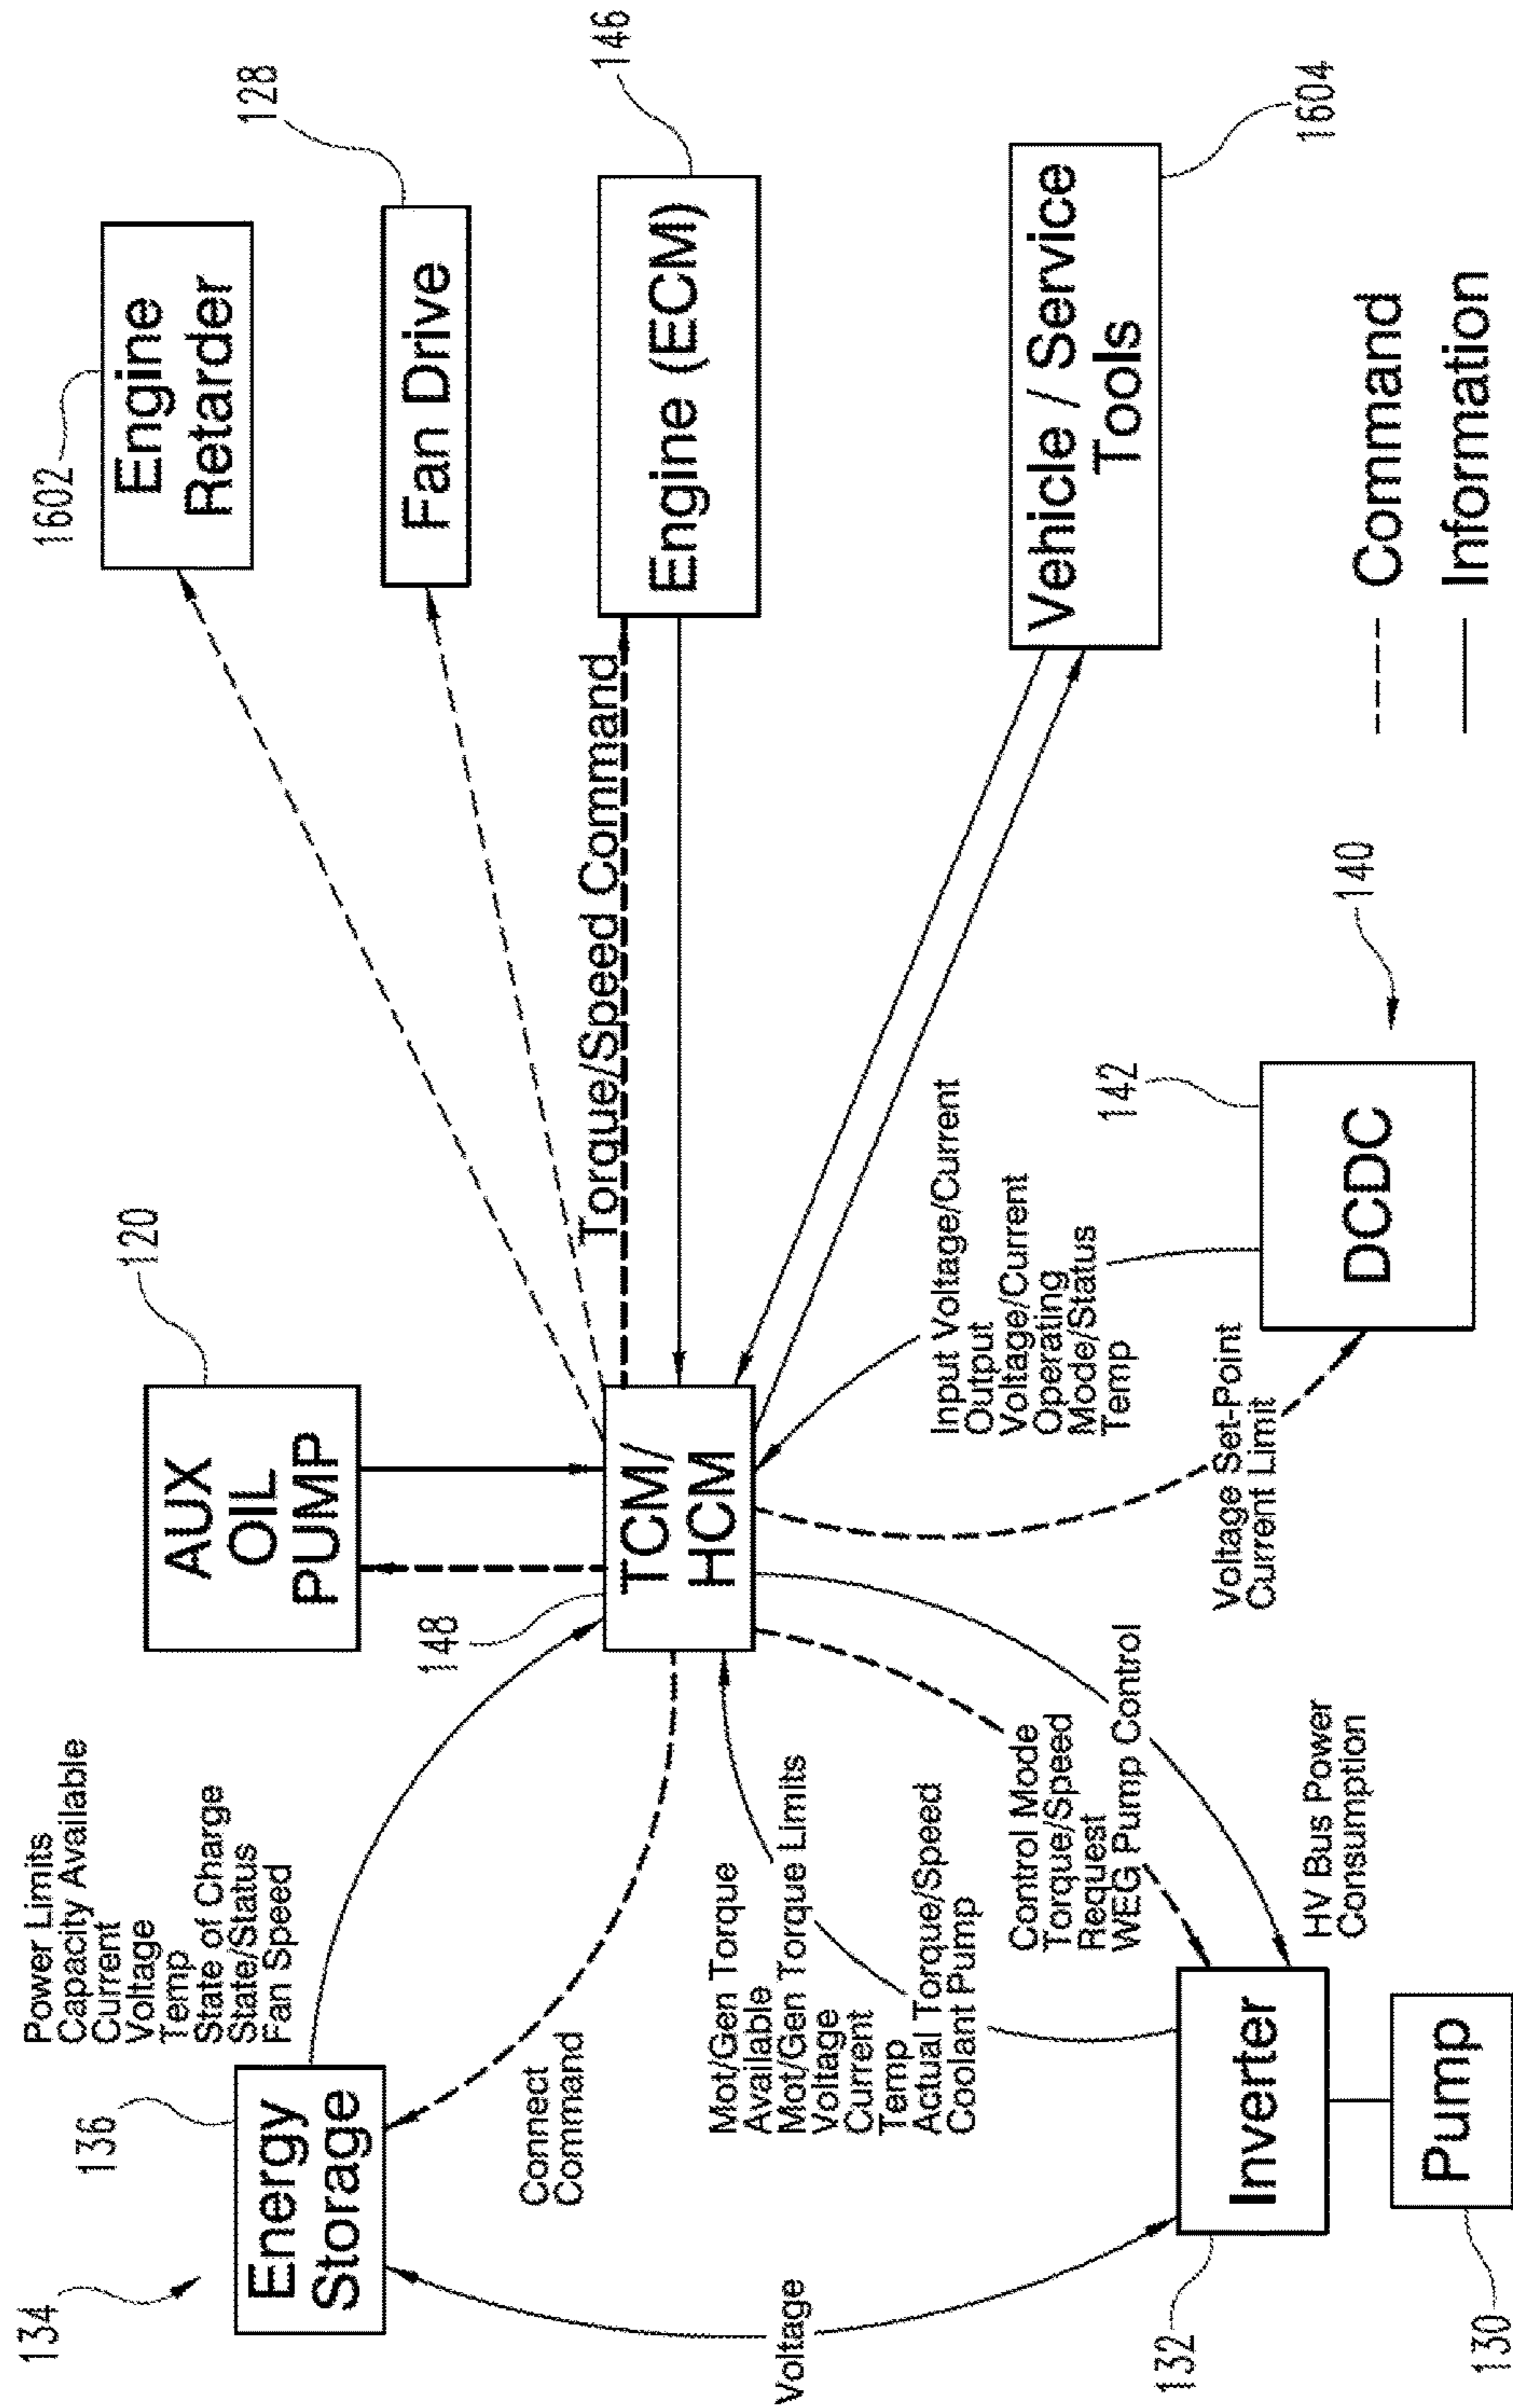 134
136
Energy
Storage
Power Limits
Capacity Available
Current
Voltage
Temp
State of Charge
State/Status
Fan Speed
120
AUX
OIL
PUMP
1602
Engine
Retarder
128
Fan Drive
146
Engine (ECM)
Torque/Speed Command
148
TCM/
HCM
Connect
Command
Voltage
Mot/Gen Torque
Available
Mot/Gen Torque Limits
Voltage
Current
Temp
Actual Torque/Speed
Coolant Pump
Control Mode
Torque/Speed
Request
WEG Pump Control
HV Bus Power
Consumption
132
Inverter
130
Pump
Input Voltage/Current
Output
Voltage/Current
Operating
Mode/Status
Temp
Voltage Set-Point
Current Limit
142
DCDC
140
Vehicle / Service
Tools
1604
Command
Information